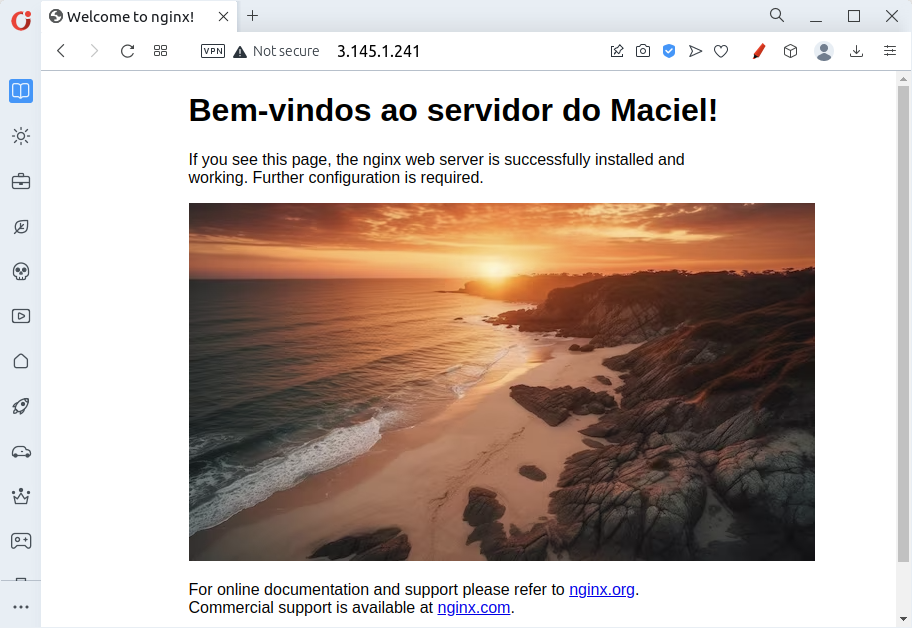 Welcome to nginx!
VPN Not secure 3.145.1.241
Bem-vindos ao servidor do Maciel!
If you see this page, the nginx web server is successfully installed and
working. Further configuration is required.
For online documentation and support please refer to nginx.org.
Commercial support is available at nginx.com.